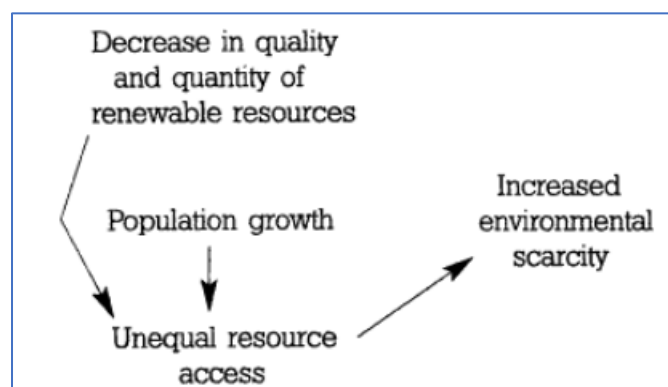 Decrease in quality
and quantity of
renewable resources
Population growth
Unequal resource
access
Increased
environmental
scarcity